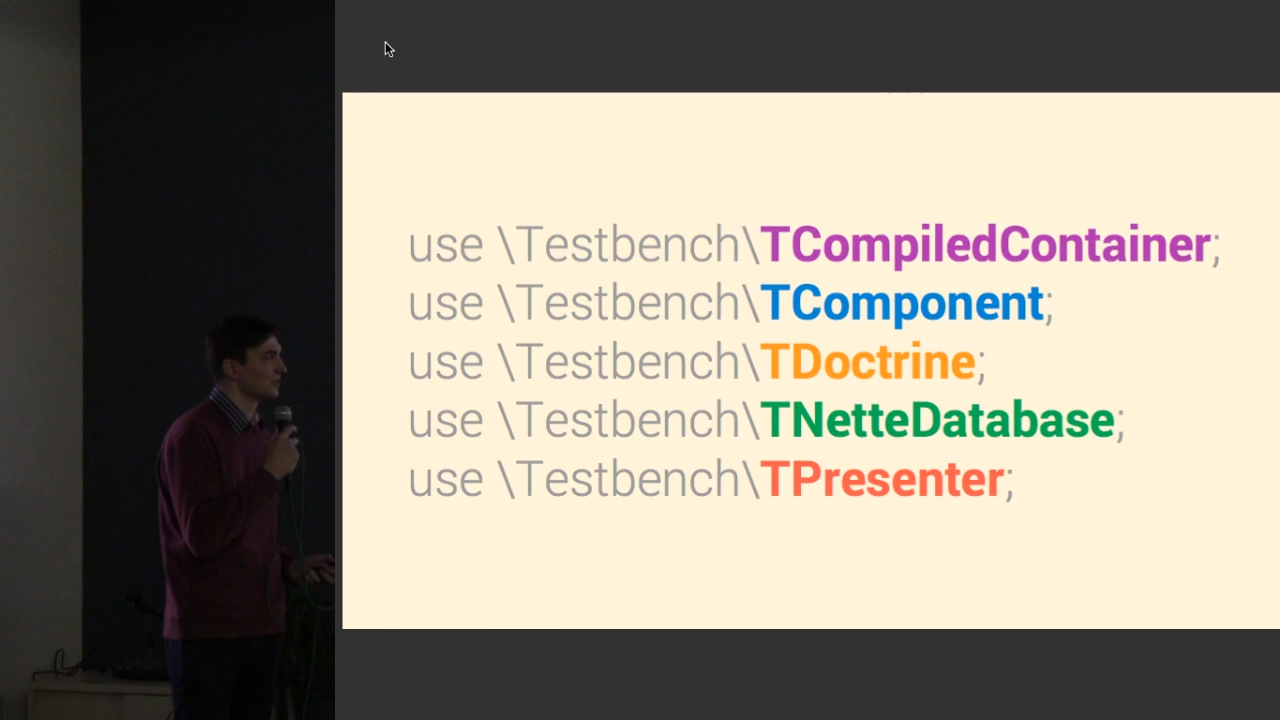 use \Testbench\TCompiledContainer;
use \Testbench\TComponent;
use \Testbench\TDoctrine;
use \Testbench\TNetteDatabase;
use \Testbench\TPresenter;